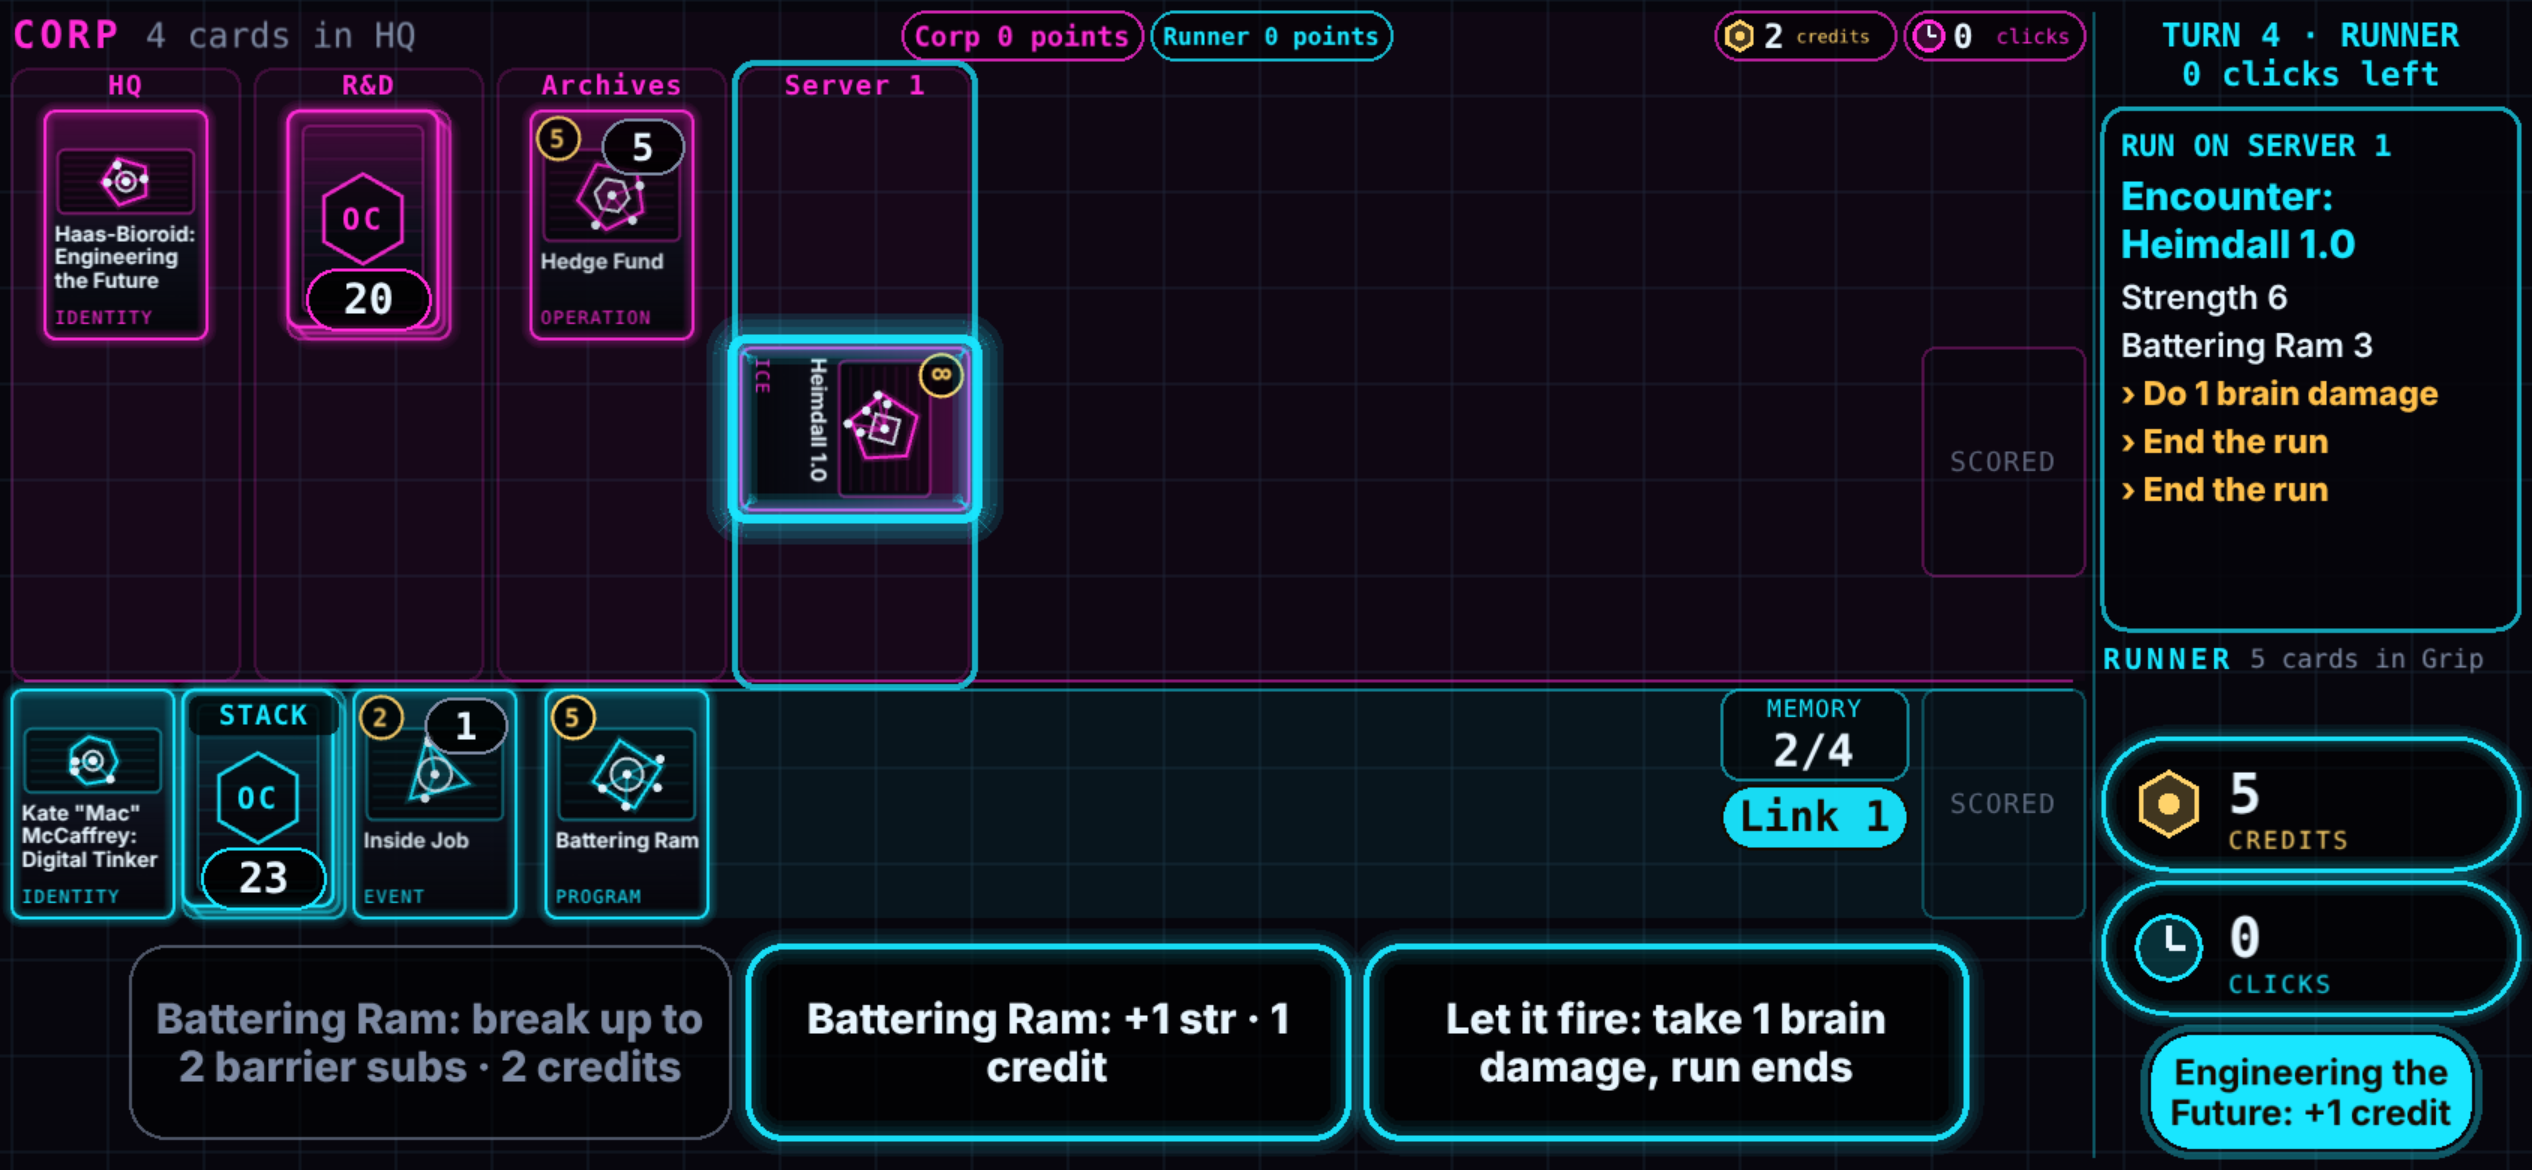 CORP 4 cards in HQ
Corp 0 points
Runner 0 points
2 credits
0 clicks
TURN 4 · RUNNER
0 clicks left
HQ
R&D
Archives
Server 1
Haas-Bioroid:
Engineering
the Future
IDENTITY
OC
20
5
5
Hedge Fund
OPERATION
ICE
Heimdall 1.0
8
SCORED
RUN ON SERVER 1
Encounter:
Heimdall 1.0
Strength 6
Battering Ram 3
› Do 1 brain damage
› End the run
› End the run
RUNNER 5 cards in Grip
Kate "Mac"
McCaffrey:
Digital Tinker
IDENTITY
STACK
OC
23
2
1
Inside Job
EVENT
5
Battering Ram
PROGRAM
MEMORY
2/4
Link 1
SCORED
5
CREDITS
0
CLICKS
Battering Ram: break up to
2 barrier subs · 2 credits
Battering Ram: +1 str · 1
credit
Let it fire: take 1 brain
damage, run ends
Engineering the
Future: +1 credit